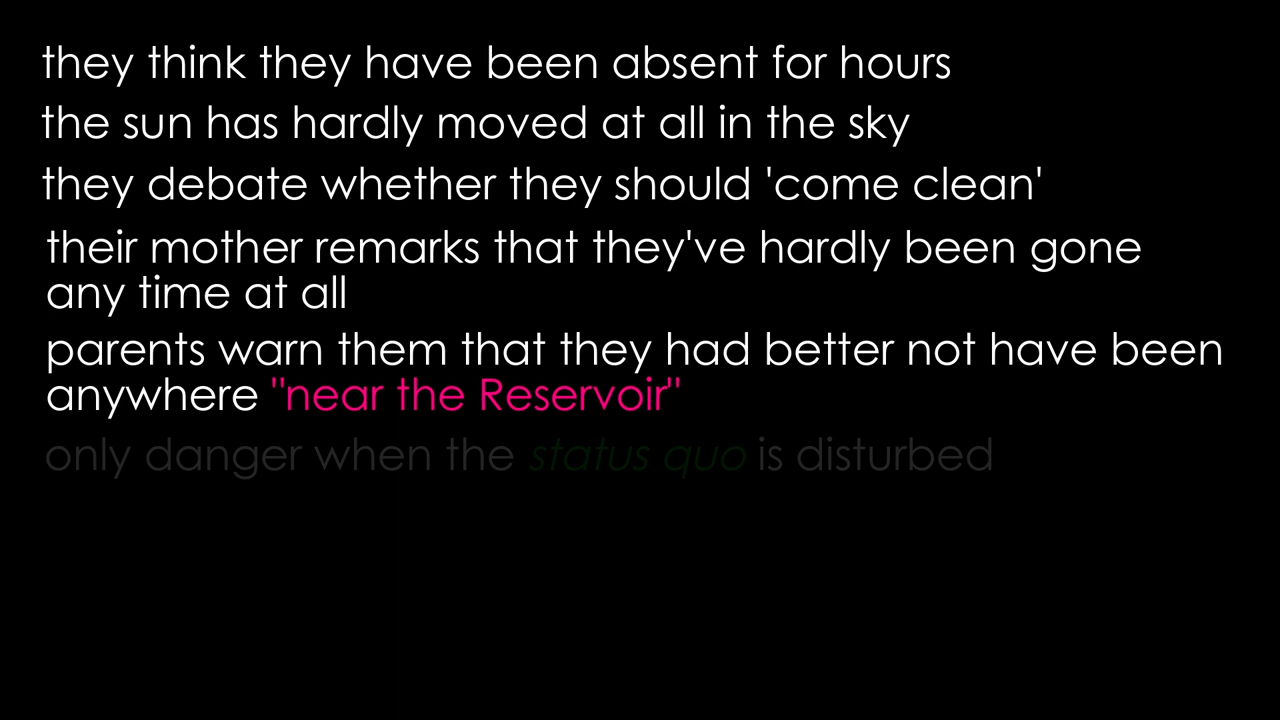 they think they have been absent for hours
the sun has hardly moved at all in the sky
they debate whether they should 'come clean'
their mother remarks that they've hardly been gone
any time at all
parents warn them that they had better not have been
anywhere "near the Reservoir"
only danger when the status quo is disturbed